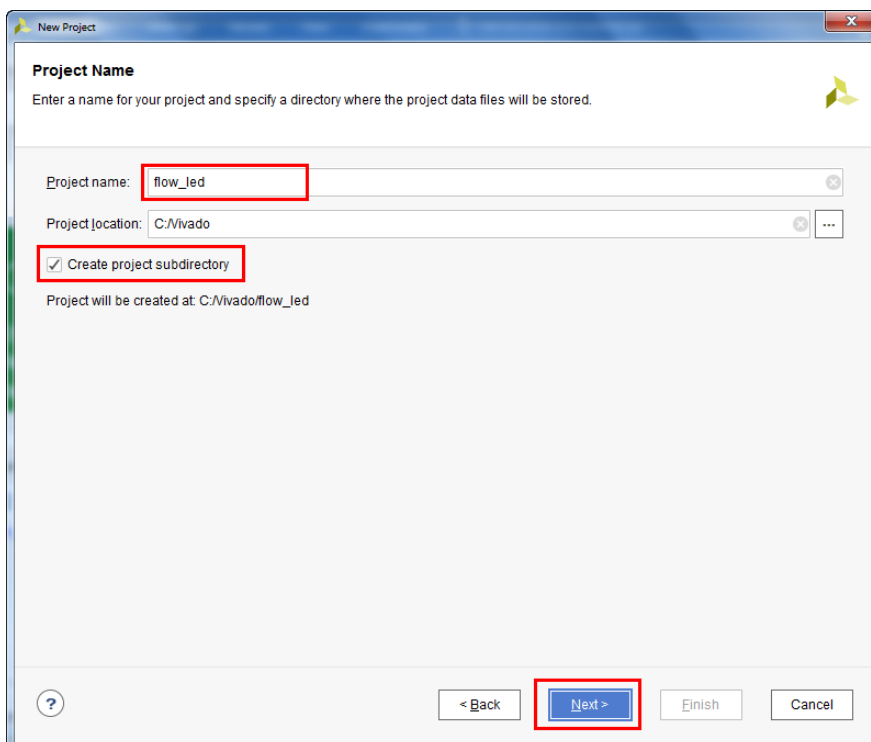 New Project
Project Name
Enter a name for your project and specify a directory where the project data files will be stored.
Project name: flow_led
Project location: C:/Vivado ...
Create project subdirectory
Project will be created at: C:/Vivado/flow_led
? < Back Next > Finish Cancel